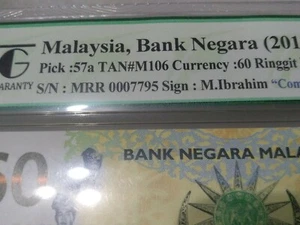 Malaysia, Bank Negara (201
G
Pick :57a TAN#M106 Currency :60 Ringgit
ARANTY
S/N : MRR 0007795 Sign : M.Ibrahim "Com
60
BANK NEGARA MALA